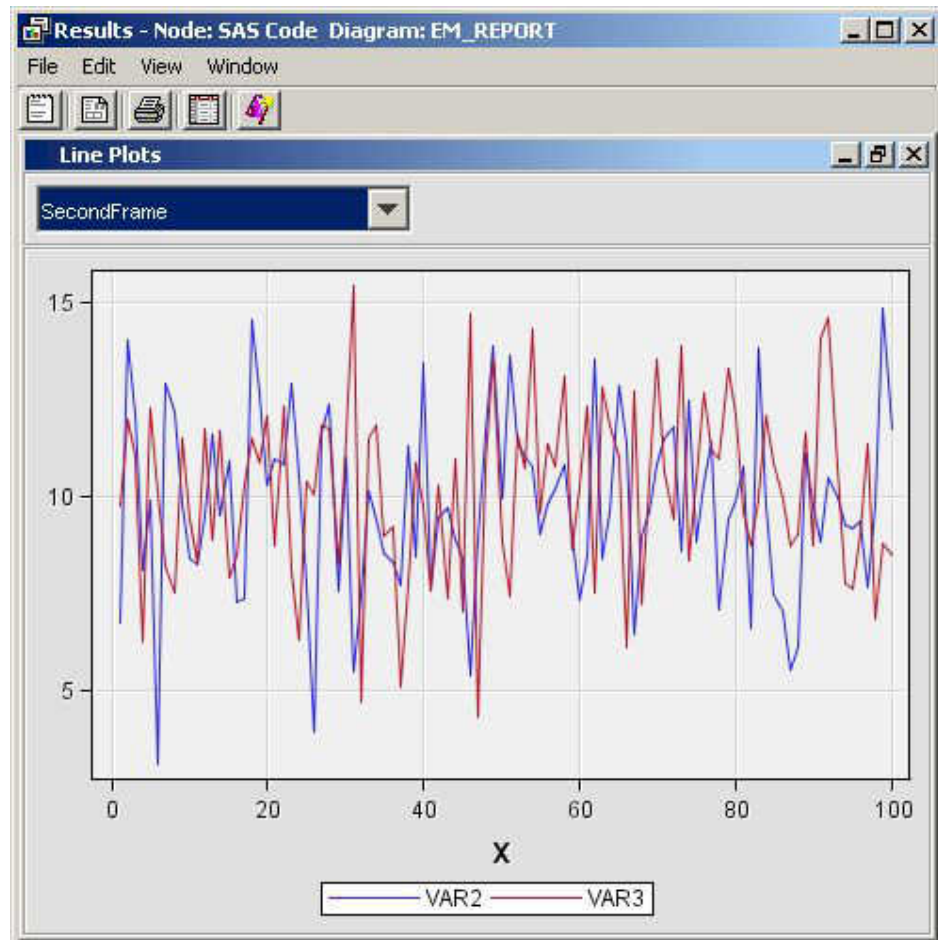 Results - Node: SAS Code Diagram: EM_REPORT
File Edit View Window
Line Plots
SecondFrame
15
10
5
0 20 40 60 80 100
X
VAR2 VAR3